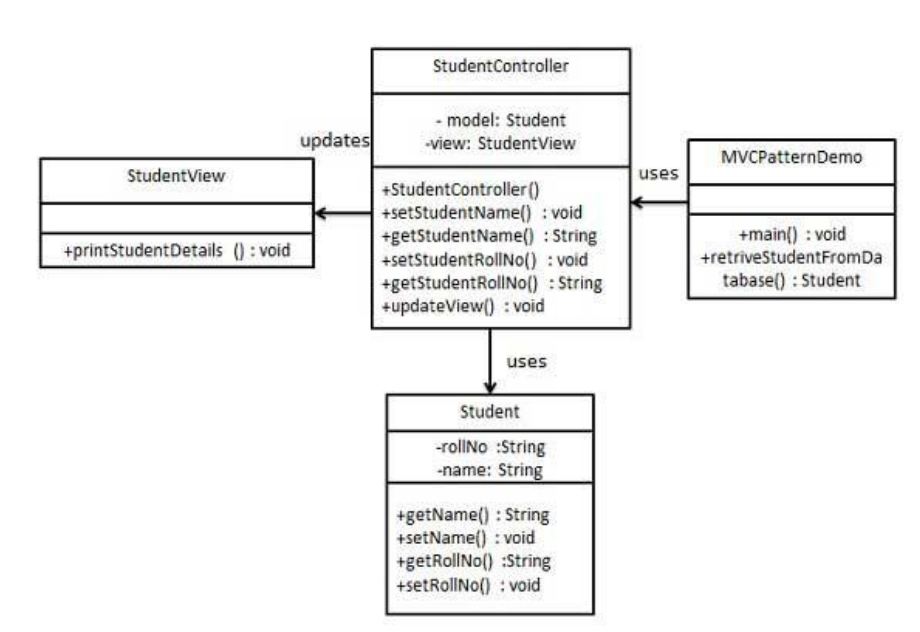 StudentController
- model: Student
-view: StudentView
+StudentController()
+setStudentName() : void
+getStudentName() : String
+setStudentRollNo() : void
+getStudentRollNo() : String
+updateView() : void
updates
StudentView
+printStudentDetails () : void
uses
MVCPatternDemo
+main() : void
+retriveStudentFromDa
tabase() : Student
uses
Student
-rollNo :String
-name: String
+getName() : String
+setName() : void
+getRollNo() :String
+setRollNo() : void